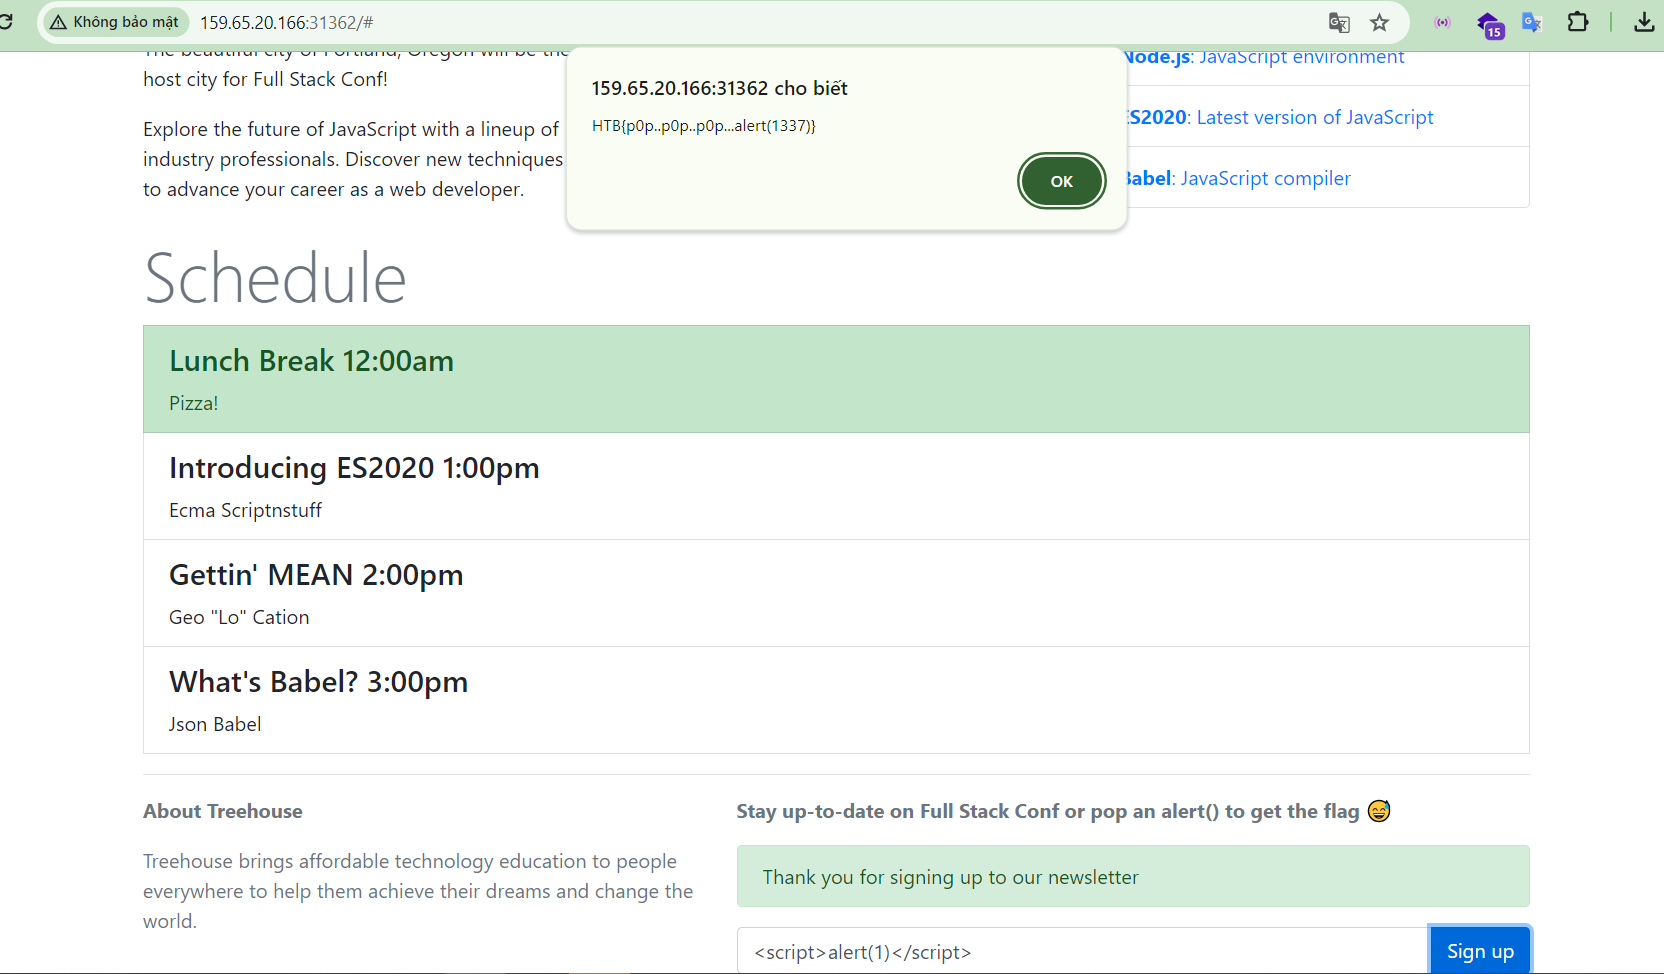 Không bảo mật
159.65.20.166:31362/#
15
host city for Full Stack Conf!
Explore the future of JavaScript with a lineup of
industry professionals. Discover new techniques
to advance your career as a web developer.
159.65.20.166:31362 cho biết
HTB{p0p..p0p..p0p...alert(1337)}
OK
Node.js: JavaScript environment
ES2020: Latest version of JavaScript
Babel: JavaScript compiler
Schedule
Lunch Break 12:00am
Pizza!
Introducing ES2020 1:00pm
Ecma Scriptnstuff
Gettin' MEAN 2:00pm
Geo "Lo" Cation
What's Babel? 3:00pm
Json Babel
About Treehouse
Treehouse brings affordable technology education to people
everywhere to help them achieve their dreams and change the
world.
Stay up-to-date on Full Stack Conf or pop an alert() to get the flag 😅
Thank you for signing up to our newsletter
<script>alert(1)</script>
Sign up